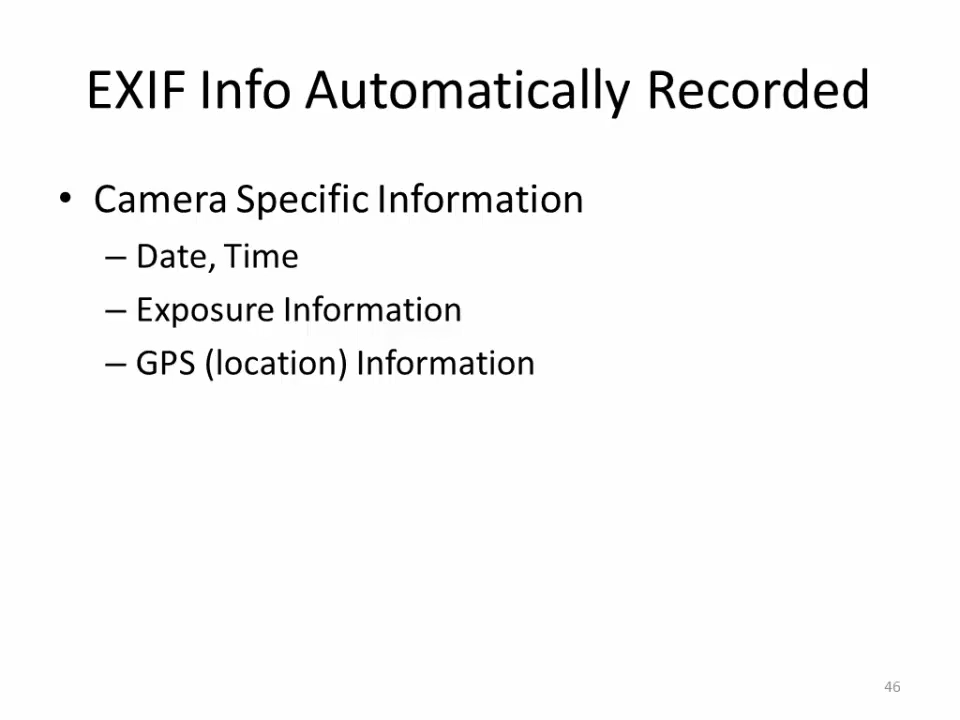 EXIF Info Automatically Recorded
• Camera Specific Information
– Date, Time
– Exposure Information
– GPS (location) Information
46